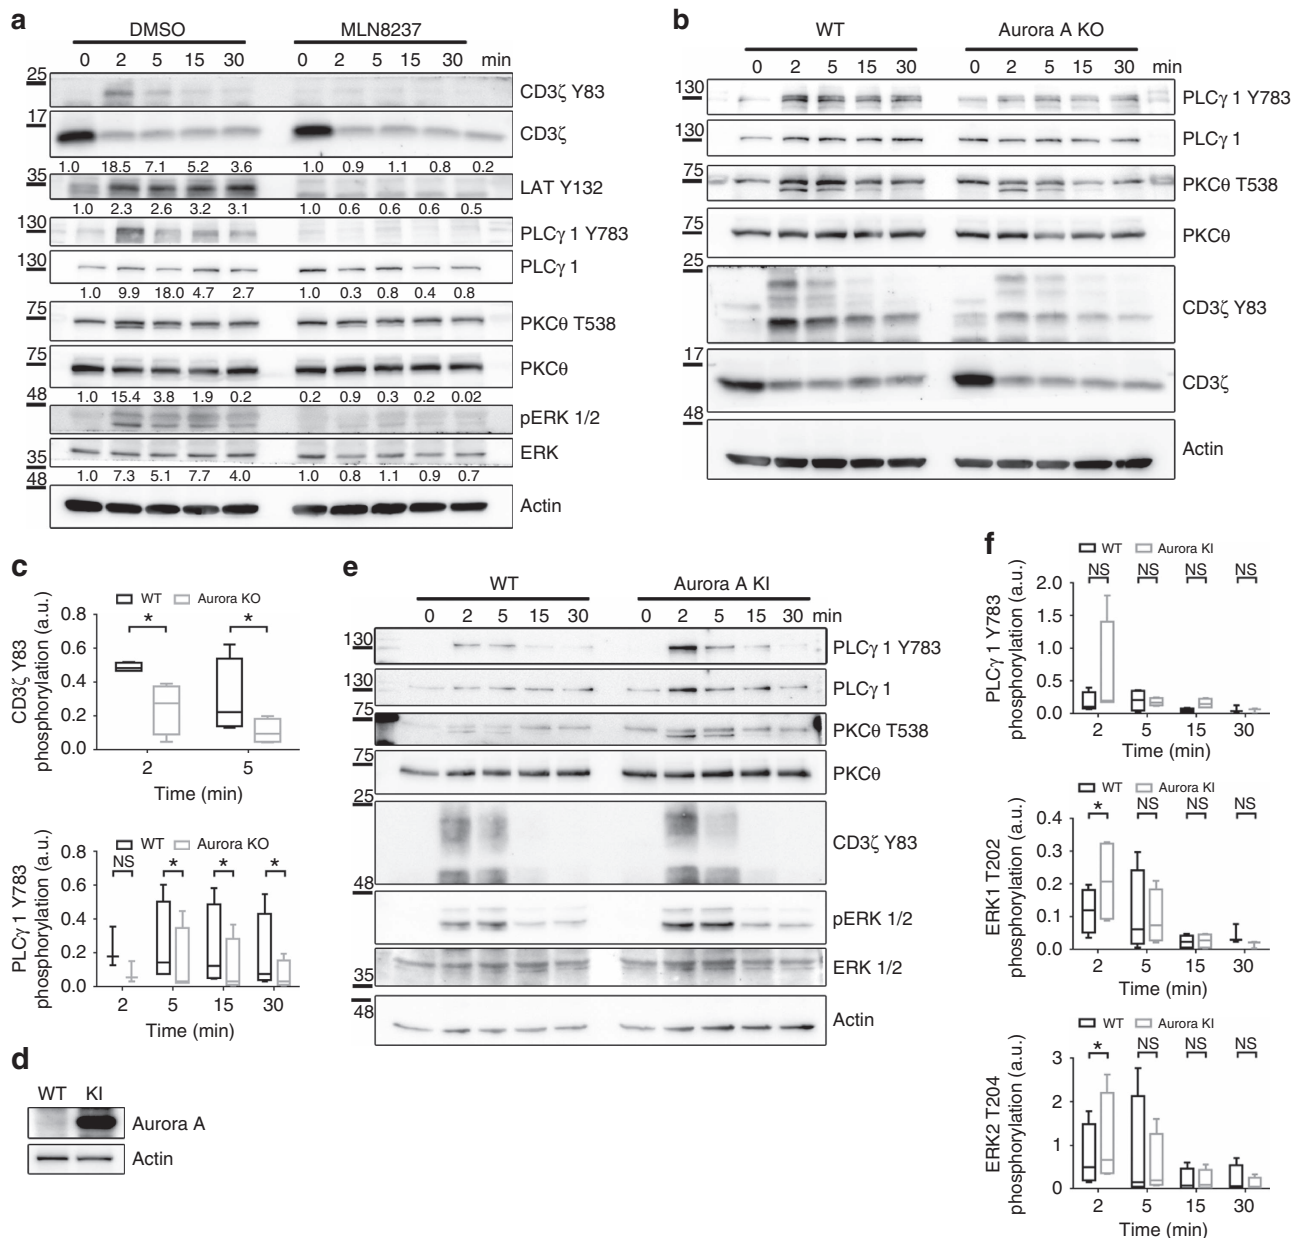 a
DMSO MLN8237
0 2 5 15 30 0 2 5 15 30 min
25 CD3ζ Y83
17 CD3ζ
1.0 18.5 7.1 5.2 3.6 1.0 0.9 1.1 0.8 0.2
35 LAT Y132
1.0 2.3 2.6 3.2 3.1 1.0 0.6 0.6 0.6 0.5
130 PLCγ 1 Y783
130 PLCγ 1
1.0 9.9 18.0 4.7 2.7 1.0 0.3 0.8 0.4 0.8
75 PKCθ T538
75 PKCθ
1.0 15.4 3.8 1.9 0.2 0.2 0.9 0.3 0.2 0.02
48 pERK 1/2
35 ERK
1.0 7.3 5.1 7.7 4.0 1.0 0.8 1.1 0.9 0.7
48 Actin
b
WT Aurora A KO
0 2 5 15 30 0 2 5 15 30 min
130 PLCγ 1 Y783
130 PLCγ 1
75 PKCθ T538
75 PKCθ
25 CD3ζ Y83
17 CD3ζ
48 Actin
c
WT Aurora KO
* *
CD3ζ Y83
phosphorylation (a.u.)
0.8
0.6
0.4
0.2
0.0
2 5
Time (min)
WT Aurora KO
NS * * *
PLCγ 1 Y783
phosphorylation (a.u.)
0.8
0.6
0.4
0.2
0.0
2 5 15 30
Time (min)
d
WT KI
Aurora A
Actin
e
WT Aurora A KI
0 2 5 15 30 0 2 5 15 30 min
130 PLCγ 1 Y783
130 PLCγ 1
75 PKCθ T538
75 PKCθ
25 CD3ζ Y83
48 pERK 1/2
35 ERK 1/2
48 Actin
f
WT Aurora KI
NS NS NS NS
PLCγ 1 Y783
phosphorylation (a.u.)
2.0
1.5
1.0
0.5
0.0
2 5 15 30
Time (min)
WT Aurora KI
* NS NS NS
ERK1 T202
phosphorylation (a.u.)
0.4
0.3
0.2
0.1
0.0
2 5 15 30
Time (min)
WT Aurora KI
* NS NS NS
ERK2 T204
phosphorylation (a.u.)
3
2
1
0
2 5 15 30
Time (min)